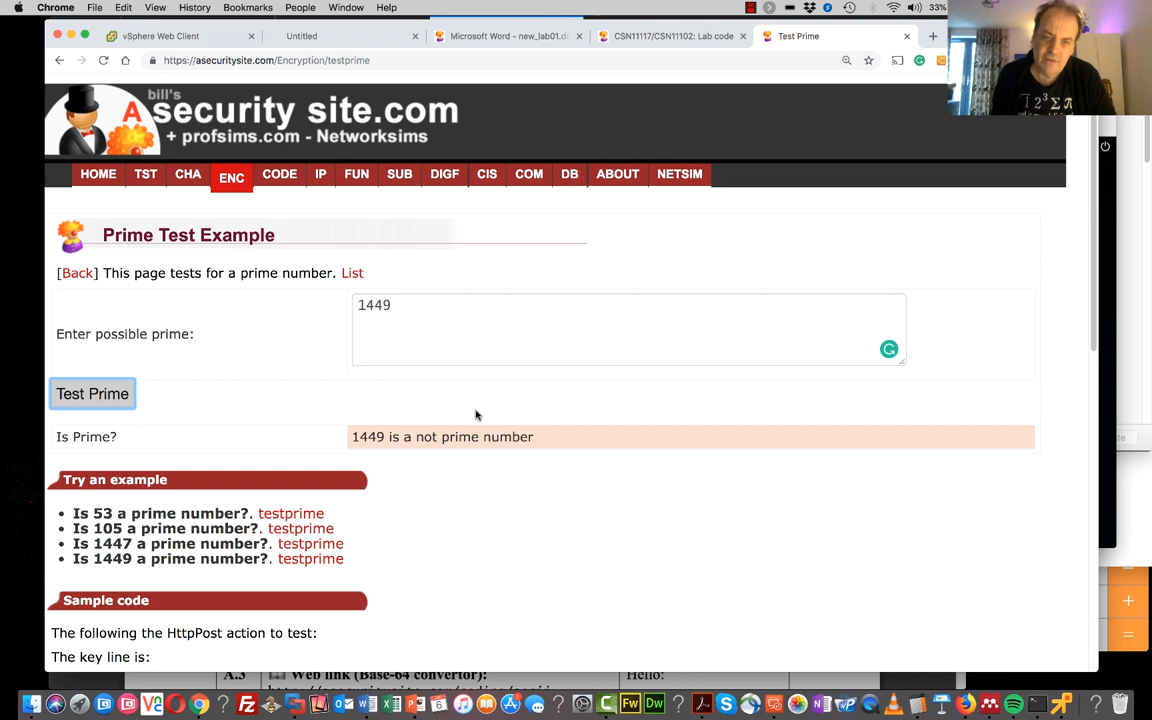 Chrome File Edit View History Bookmarks People Window Help 33%
vSphere Web Client Untitled Microsoft Word - new_lab01.do CSN11117/CSN11102: Lab code Test Prime
https://asecuritysite.com/Encryption/testprime
bill's
A security site.com
+ profsims.com - Networksims
HOME TST CHA ENC CODE IP FUN SUB DIGF CIS COM DB ABOUT NETSIM
Prime Test Example
[Back] This page tests for a prime number. List
Enter possible prime:
1449
Test Prime
Is Prime? 1449 is a not prime number
Try an example
• Is 53 a prime number?. testprime
• Is 105 a prime number?. testprime
• Is 1447 a prime number?. testprime
• Is 1449 a prime number?. testprime
Sample code
The following the HttpPost action to test:
The key line is:
A.3 Web link (Base-64 convertor): Hello: